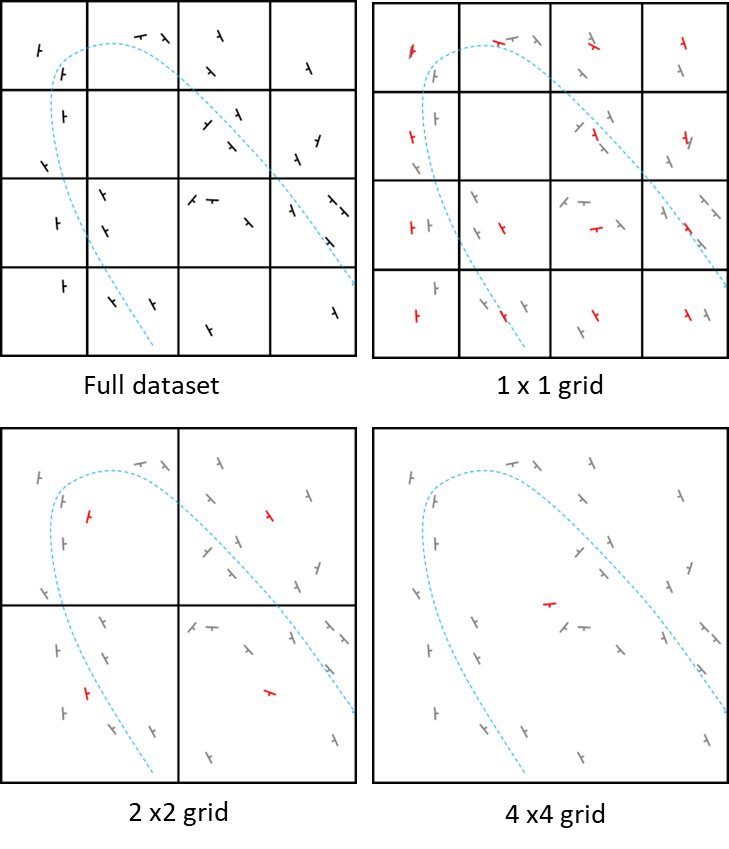 Full dataset
1 x 1 grid
2 x2 grid
4 x4 grid